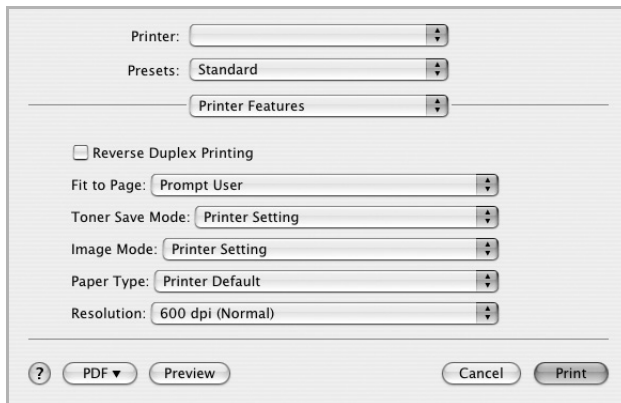 Printer:
Presets: Standard
Printer Features
Reverse Duplex Printing
Fit to Page: Prompt User
Toner Save Mode: Printer Setting
Image Mode: Printer Setting
Paper Type: Printer Default
Resolution: 600 dpi (Normal)
? PDF ▼ Preview Cancel Print